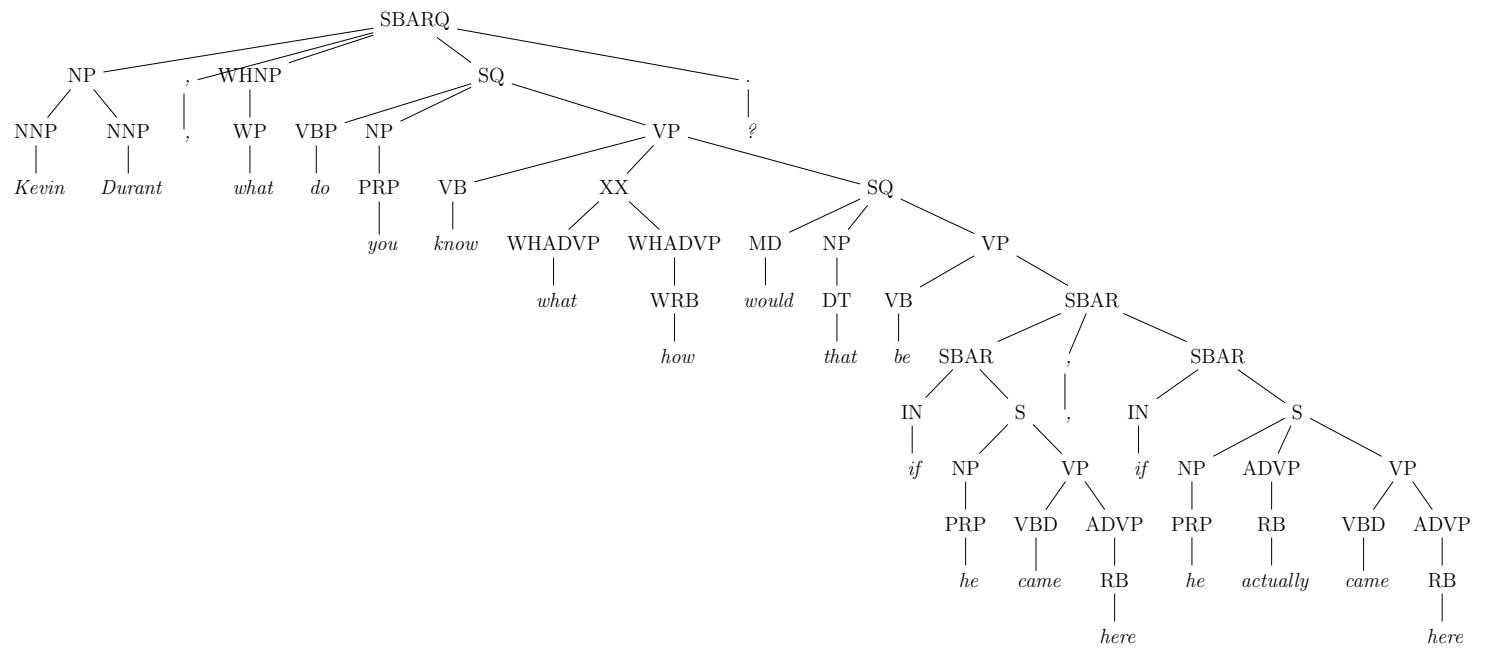 SBARQ
NP , WHNP SQ .
NNP NNP , WP VBP NP VP ?
Kevin Durant what do PRP VB XX SQ
you know WHADVP WHADVP MD NP VP
what WRB would DT VB SBAR
how that be SBAR , SBAR
IN S , IN S
if NP VP if NP ADVP VP
PRP VBD ADVP PRP RB VBD ADVP
he came RB he actually came RB
here here